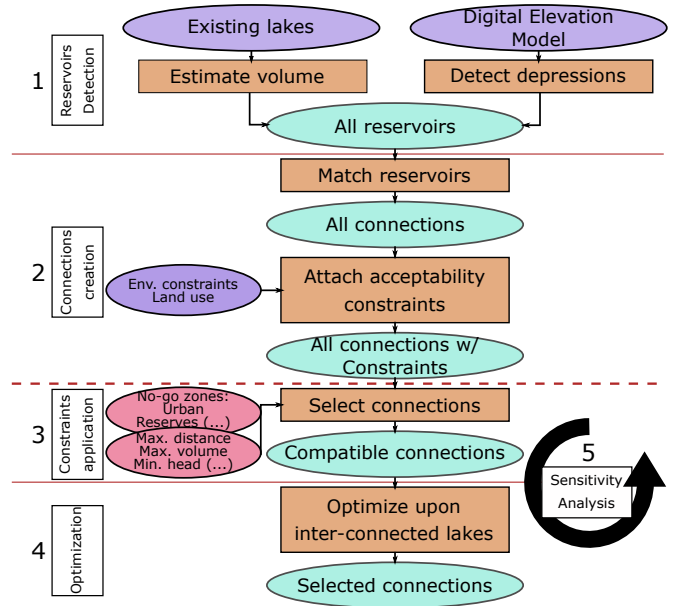 Existing lakes
Digital Elevation
Model
1
Reservoirs
Detection
Estimate volume
Detect depressions
All reservoirs
Match reservoirs
All connections
2
Connections
creation
Env. constraints
Land use
Attach acceptability
constraints
All connections w/
Constraints
3
Constraints
application
No-go zones:
Urban
Reserves (...)
Max. distance
Max. volume
Min. head (...)
Select connections
Compatible connections
5
Sensitivity
Analysis
4
Optimization
Optimize upon
inter-connected lakes
Selected connections